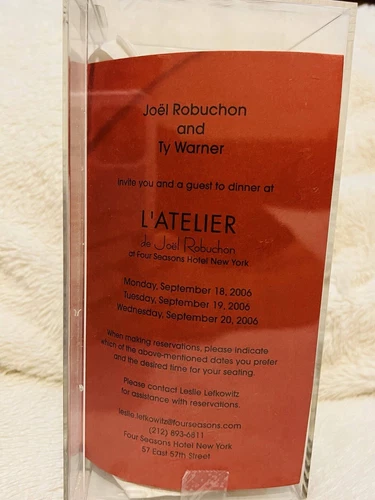 Joël Robuchon
and
Ty Warner
invite you and a guest to dinner at
L'ATELIER
de Joël Robuchon
at Four Seasons Hotel New York
Monday, September 18, 2006
Tuesday, September 19, 2006
Wednesday, September 20, 2006
When making reservations, please indicate
which of the above-mentioned dates you prefer
and the desired time for your seating.
Please contact Leslie Lefkowitz
for assistance with reservations.
leslie.lefkowitz@fourseasons.com
(212) 893-6811
Four Seasons Hotel New York
57 East 57th Street